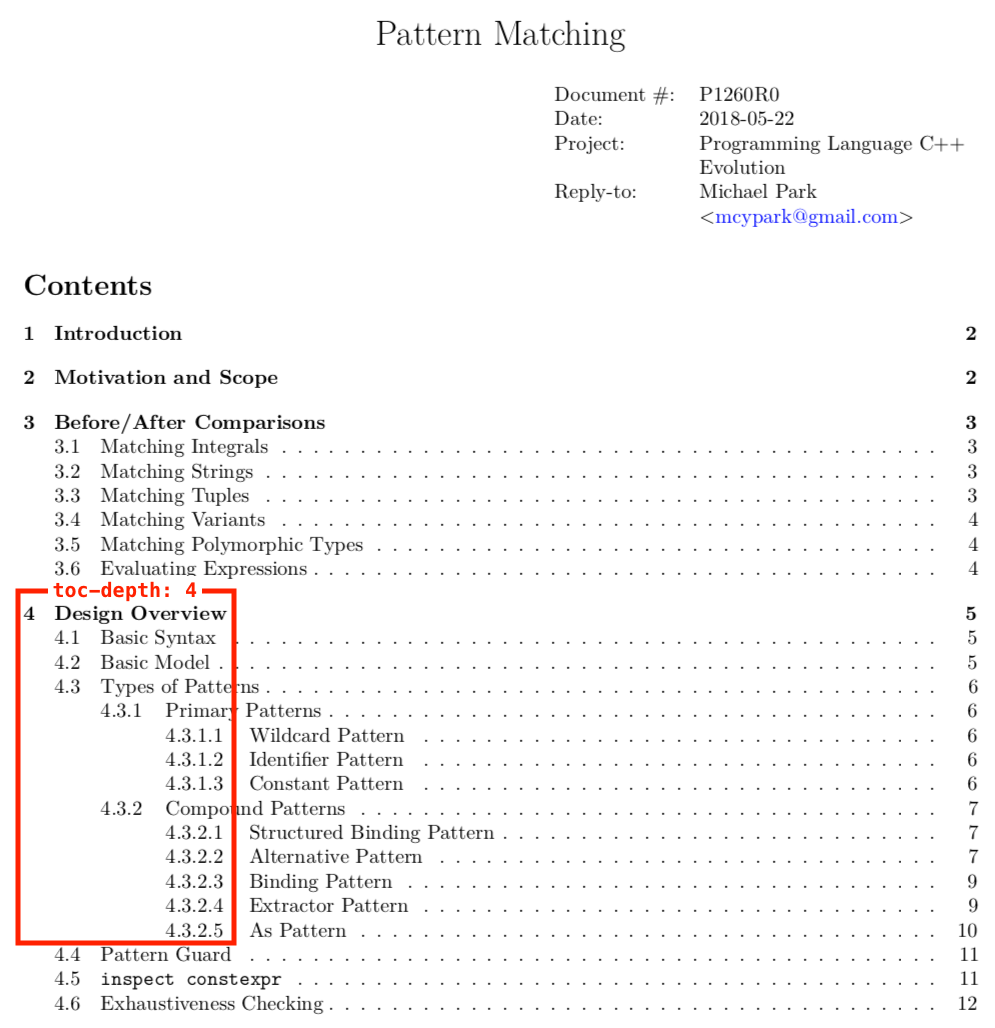 Pattern Matching
Document #: P1260R0
Date: 2018-05-22
Project: Programming Language C++
Evolution
Reply-to: Michael Park
<mcypark@gmail.com>
Contents
1 Introduction 2
2 Motivation and Scope 2
3 Before/After Comparisons 3
3.1 Matching Integrals . . . . . . . . . . . . . . . . . . . . . . . . . . . . . . . . . . . . . . . . . . 3
3.2 Matching Strings . . . . . . . . . . . . . . . . . . . . . . . . . . . . . . . . . . . . . . . . . . . 3
3.3 Matching Tuples . . . . . . . . . . . . . . . . . . . . . . . . . . . . . . . . . . . . . . . . . . . 3
3.4 Matching Variants . . . . . . . . . . . . . . . . . . . . . . . . . . . . . . . . . . . . . . . . . . 4
3.5 Matching Polymorphic Types . . . . . . . . . . . . . . . . . . . . . . . . . . . . . . . . . . . . 4
3.6 Evaluating Expressions . . . . . . . . . . . . . . . . . . . . . . . . . . . . . . . . . . . . . . . . 4
toc-depth: 4
4 Design Overview 5
4.1 Basic Syntax . . . . . . . . . . . . . . . . . . . . . . . . . . . . . . . . . . . . . . . . . . . . . 5
4.2 Basic Model . . . . . . . . . . . . . . . . . . . . . . . . . . . . . . . . . . . . . . . . . . . . . . 5
4.3 Types of Patterns . . . . . . . . . . . . . . . . . . . . . . . . . . . . . . . . . . . . . . . . . . . 6
4.3.1 Primary Patterns . . . . . . . . . . . . . . . . . . . . . . . . . . . . . . . . . . . . . . . 6
4.3.1.1 Wildcard Pattern . . . . . . . . . . . . . . . . . . . . . . . . . . . . . . . . . 6
4.3.1.2 Identifier Pattern . . . . . . . . . . . . . . . . . . . . . . . . . . . . . . . . . 6
4.3.1.3 Constant Pattern . . . . . . . . . . . . . . . . . . . . . . . . . . . . . . . . . 6
4.3.2 Compound Patterns . . . . . . . . . . . . . . . . . . . . . . . . . . . . . . . . . . . . . 7
4.3.2.1 Structured Binding Pattern . . . . . . . . . . . . . . . . . . . . . . . . . . . . 7
4.3.2.2 Alternative Pattern . . . . . . . . . . . . . . . . . . . . . . . . . . . . . . . . 7
4.3.2.3 Binding Pattern . . . . . . . . . . . . . . . . . . . . . . . . . . . . . . . . . . 9
4.3.2.4 Extractor Pattern . . . . . . . . . . . . . . . . . . . . . . . . . . . . . . . . . 9
4.3.2.5 As Pattern . . . . . . . . . . . . . . . . . . . . . . . . . . . . . . . . . . . . . 10
4.4 Pattern Guard . . . . . . . . . . . . . . . . . . . . . . . . . . . . . . . . . . . . . . . . . . . . 11
4.5 inspect constexpr . . . . . . . . . . . . . . . . . . . . . . . . . . . . . . . . . . . . . . . . . 11
4.6 Exhaustiveness Checking . . . . . . . . . . . . . . . . . . . . . . . . . . . . . . . . . . . . . . . 12